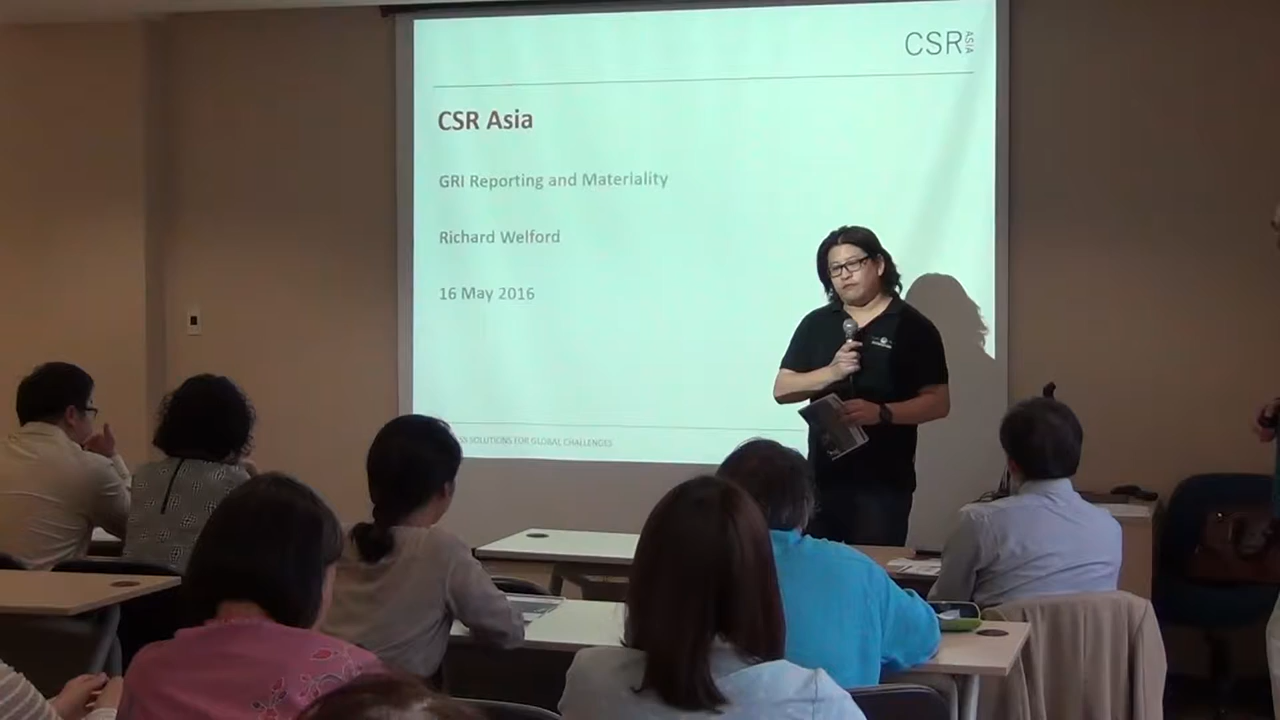 CSR ASIA
CSR Asia
GRI Reporting and Materiality
Richard Welford
16 May 2016
SOLUTIONS FOR GLOBAL CHALLENGES